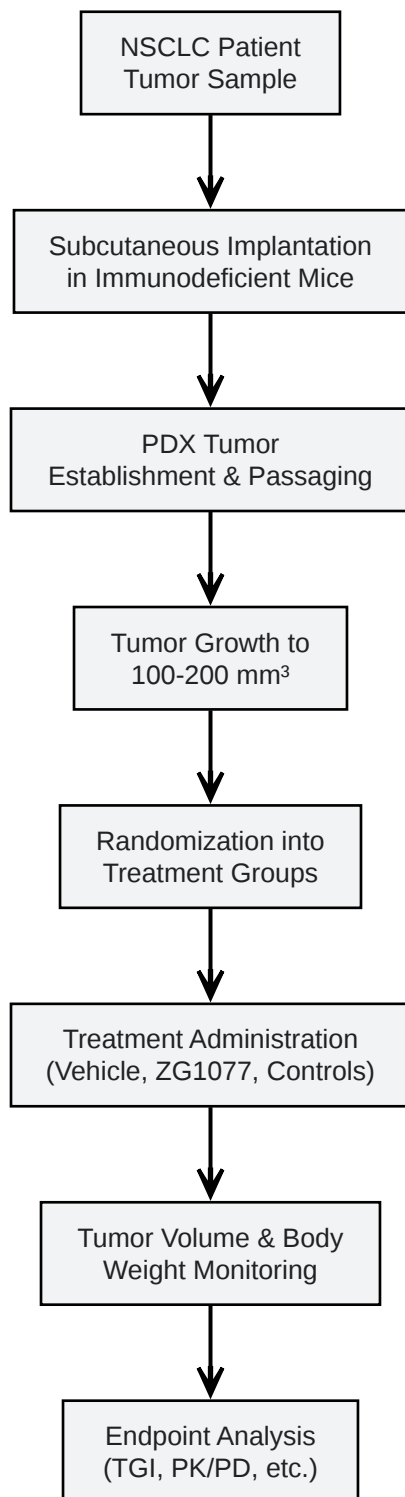 NSCLC Patient
Tumor Sample
Subcutaneous Implantation
in Immunodeficient Mice
PDX Tumor
Establishment & Passaging
Tumor Growth to
100-200 mm³
Randomization into
Treatment Groups
Treatment Administration
(Vehicle, ZG1077, Controls)
Tumor Volume & Body
Weight Monitoring
Endpoint Analysis
(TGI, PK/PD, etc.)